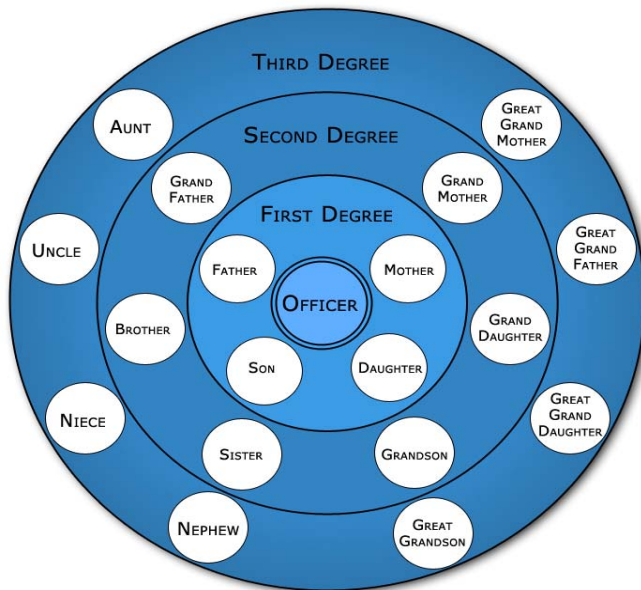 Third Degree
Aunt
Great
Grand
Mother
Second Degree
Grand
Father
Grand
Mother
First Degree
Uncle
Great
Grand
Father
Father
Mother
Officer
Brother
Grand
Daughter
Son
Daughter
Niece
Great
Grand
Daughter
Sister
Grandson
Nephew
Great
Grandson